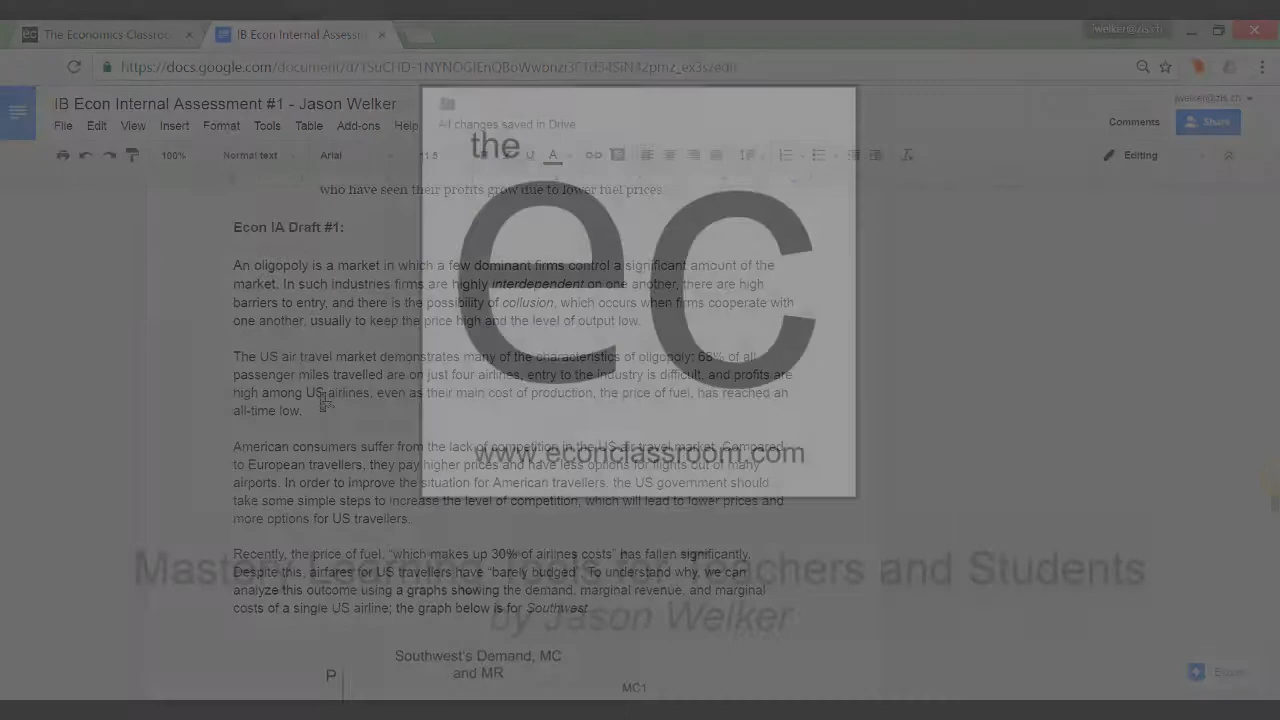 The Economics Classroo
IB Econ Internal Assessm
jwelker@zis.ch
IB Econ Internal Assessment #1 - Jason Welker
jwelker@zis.ch
File Edit View Insert Format Tools Table Add-ons Help
All changes saved in Drive
Comments
Share
100% Normal text Arial 11.5
Editing
the
ec
www.econclassroom.com
who have seen their profits grow due to lower fuel prices
Econ IA Draft #1:
An oligopoly is a market in which a few dominant firms control a significant amount of the
market. In such industries firms are highly interdependent on one another, there are high
barriers to entry, and there is the possibility of collusion, which occurs when firms cooperate with
one another, usually to keep the price high and the level of output low.
The US air travel market demonstrates many of the characteristics of oligopoly: 68% of all
passenger miles travelled are on just four airlines, entry to the industry is difficult, and profits are
high among US airlines, even as their main cost of production, the price of fuel, has reached an
all-time low.
American consumers suffer from the lack of competition in the US air travel market. Compared
to European travellers, they pay higher prices and have less options for flights out of many
airports. In order to improve the situation for American travellers, the US government should
take some simple steps to increase the level of competition, which will lead to lower prices and
more options for US travellers.
Recently, the price of fuel, “which makes up 30% of airlines costs” has fallen significantly.
Despite this, airfares for US travellers have “barely budged”. To understand why, we can
analyze this outcome using a graphs showing the demand, marginal revenue, and marginal
costs of a single US airline; the graph below is for Southwest
Teachers and Students
by Jason Welker
Southwest's Demand, MC
and MR
P
MC1